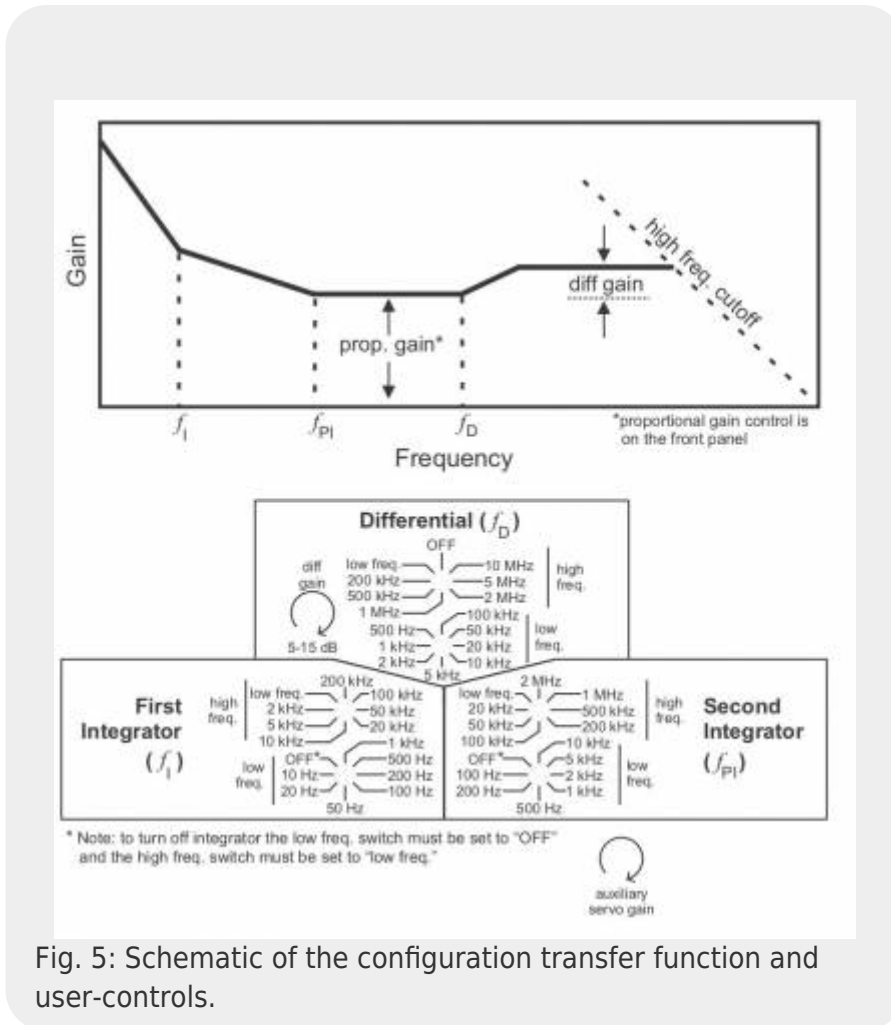 Gain
high freq. cutoff
diff gain
prop. gain*
f_I
f_PI
f_D
*proportional gain control is
on the front panel
Frequency
Differential (f_D)
OFF
diff
gain
5-15 dB
low freq.
200 kHz
500 kHz
1 MHz
10 MHz
5 MHz
2 MHz
high
freq.
500 Hz
1 kHz
2 kHz
5 kHz
100 kHz
50 kHz
20 kHz
10 kHz
low
freq.
First
Integrator
(f_I)
high
freq.
200 kHz
low freq.
2 kHz
5 kHz
10 kHz
100 kHz
50 kHz
20 kHz
low
freq.
OFF*
10 Hz
20 Hz
50 Hz
1 kHz
500 Hz
200 Hz
100 Hz
2 MHz
low freq.
20 kHz
50 kHz
100 kHz
1 MHz
500 kHz
200 kHz
high
freq.
OFF*
100 Hz
200 Hz
500 Hz
10 kHz
5 kHz
2 kHz
1 kHz
low
freq.
Second
Integrator
(f_PI)
* Note: to turn off integrator the low freq. switch must be set to "OFF"
and the high freq. switch must be set to "low freq."
auxiliary
servo gain
Fig. 5: Schematic of the configuration transfer function and
user-controls.